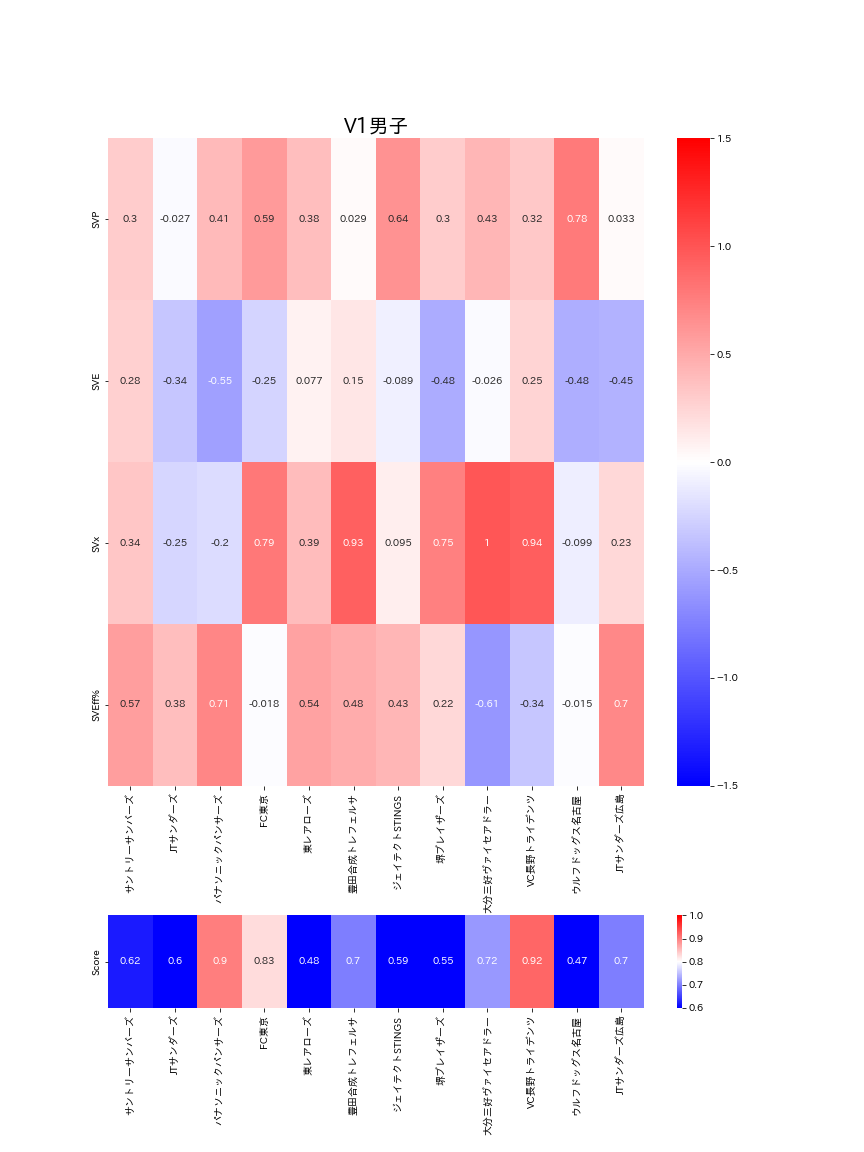 V1男子
SVP
0.3 -0.027 0.41 0.59 0.38 0.029 0.64 0.3 0.43 0.32 0.78 0.033
SVE
0.28 -0.34 -0.55 -0.25 0.077 0.15 -0.089 -0.48 -0.026 0.25 -0.48 -0.45
SVx
0.34 -0.25 -0.2 0.79 0.39 0.93 0.095 0.75 1 0.94 -0.099 0.23
SVEff%
0.57 0.38 0.71 -0.018 0.54 0.48 0.43 0.22 -0.61 -0.34 -0.015 0.7
サントリーサンバーズ
JTサンダーズ
パナソニックパンサーズ
FC東京
東レアローズ
豊田合成トレフェルサ
ジェイテクトSTINGS
堺ブレイザーズ
大分三好ヴァイセアドラー
VC長野トライデンツ
ウルフドッグス名古屋
JTサンダーズ広島
1.5
1.0
0.5
0.0
−0.5
−1.0
−1.5
Score
0.62 0.6 0.9 0.83 0.48 0.7 0.59 0.55 0.72 0.92 0.47 0.7
サントリーサンバーズ
JTサンダーズ
パナソニックパンサーズ
FC東京
東レアローズ
豊田合成トレフェルサ
ジェイテクトSTINGS
堺ブレイザーズ
大分三好ヴァイセアドラー
VC長野トライデンツ
ウルフドッグス名古屋
JTサンダーズ広島
1.0
0.9
0.8
0.7
0.6